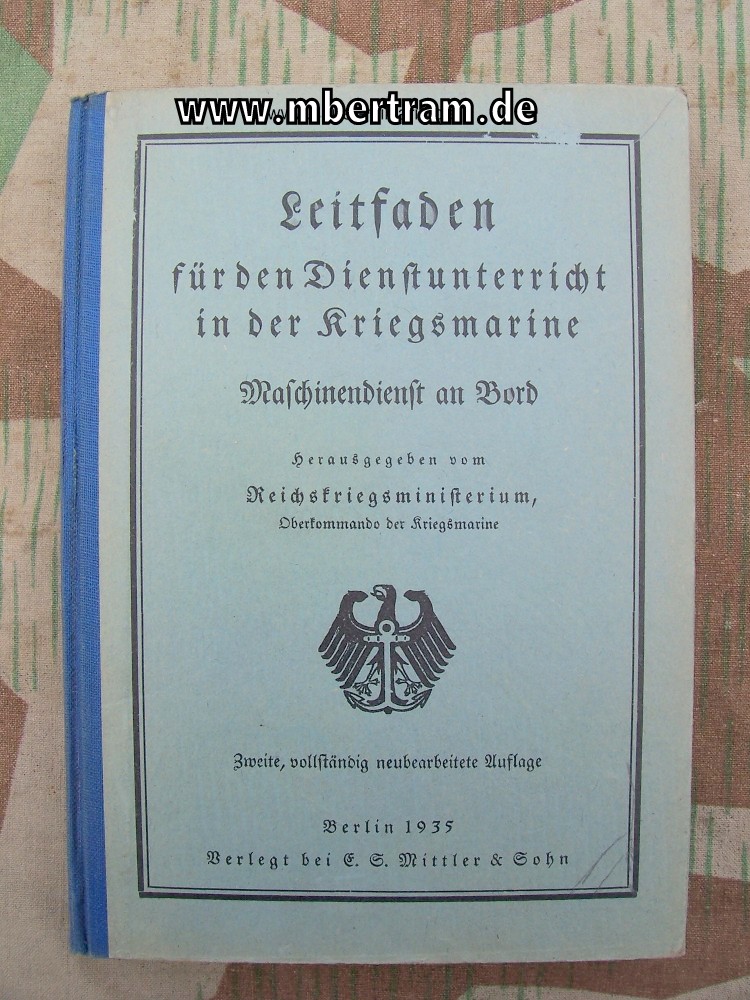 www.mbertram.de
Leitfaden
für den Dienstunterricht
in der Kriegsmarine
Maschinendienst an Bord
Herausgegeben vom
Reichskriegsministerium,
Oberkommando der Kriegsmarine
Zweite, vollständig neubearbeitete Auflage
Berlin 1935
Verlegt bei E. S. Mittler & Sohn